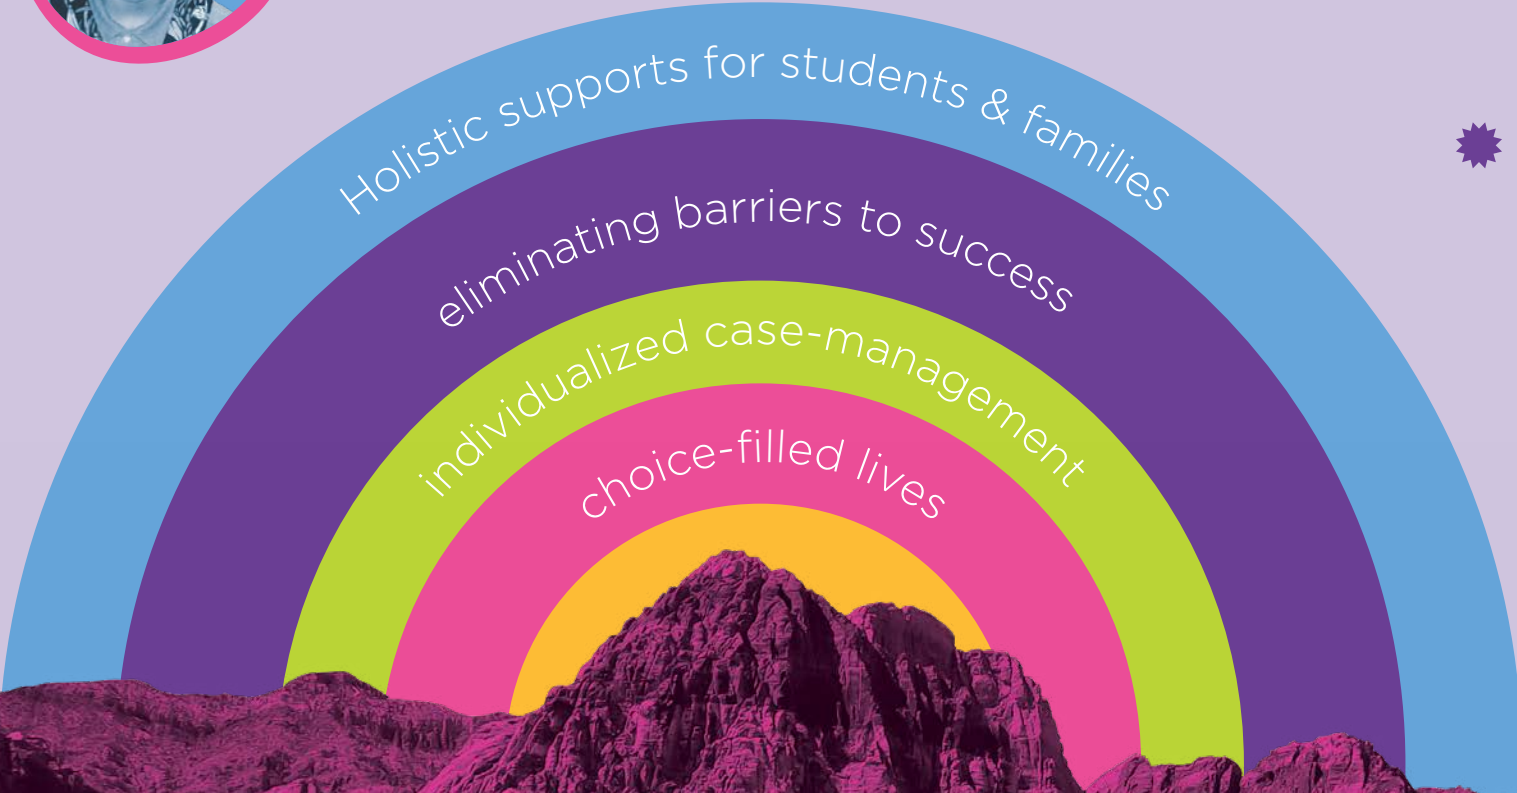 Holistic supports for students & families
eliminating barriers to success
individualized case-management
choice-filled lives